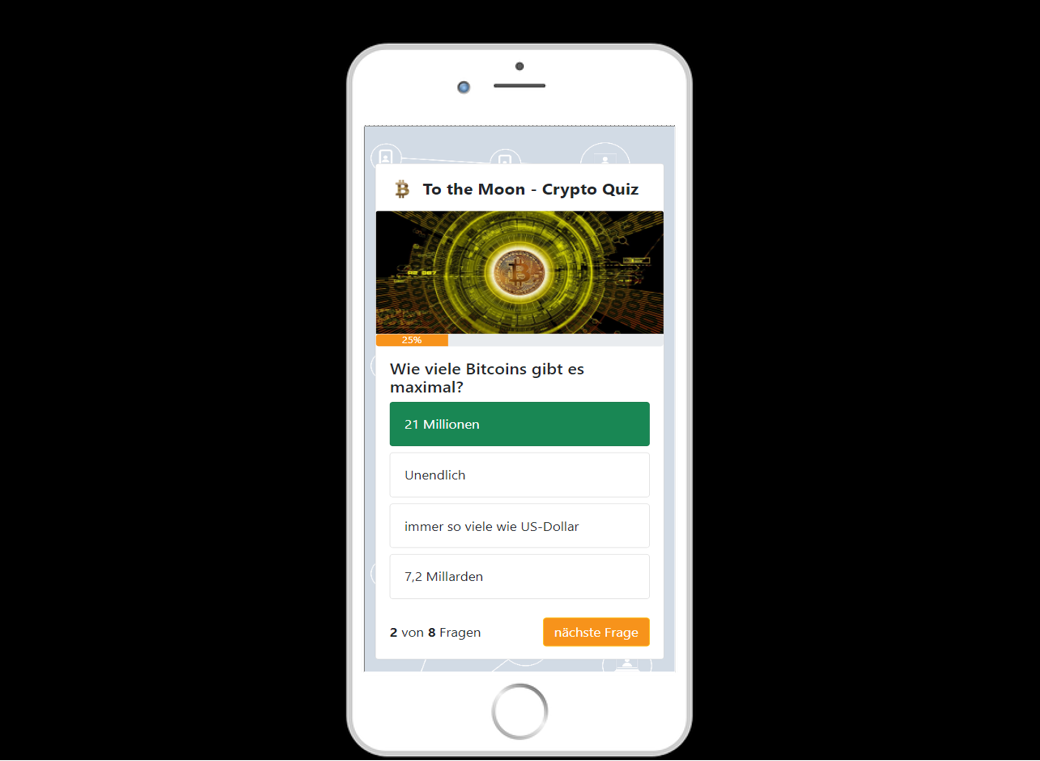 To the Moon - Crypto Quiz
25%
Wie viele Bitcoins gibt es
maximal?
21 Millionen
Unendlich
immer so viele wie US-Dollar
7,2 Millarden
2 von 8 Fragen
nächste Frage